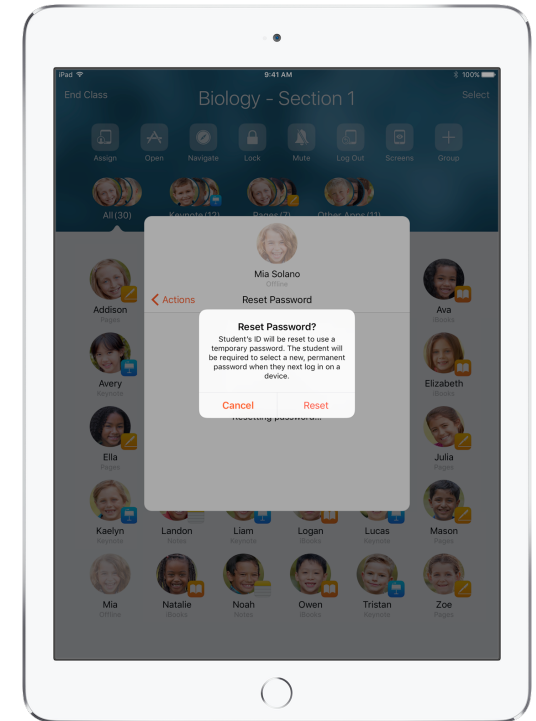 iPad
9:41 AM
100%
End Class
Biology – Section 1
Select
Assign
Open
Navigate
Lock
Mute
Log Out
Screens
Group
All (30)
Keynote (12)
Pages (7)
Other Apps (11)
Mia Solano
Offline
Actions
Reset Password
Reset Password?
Student's ID will be reset to use a
temporary password. The student will
be required to select a new, permanent
password when they next log in on a
device.
Cancel
Reset
Resetting password...
Addison
Pages
Ava
iBooks
Avery
Keynote
Elizabeth
iBooks
Ella
Pages
Julia
Pages
Kaelyn
Keynote
Landon
Notes
Liam
Keynote
Logan
iBooks
Lucas
Keynote
Mason
Pages
Mia
Offline
Natalie
iBooks
Noah
Notes
Owen
iBooks
Tristan
Keynote
Zoe
Pages